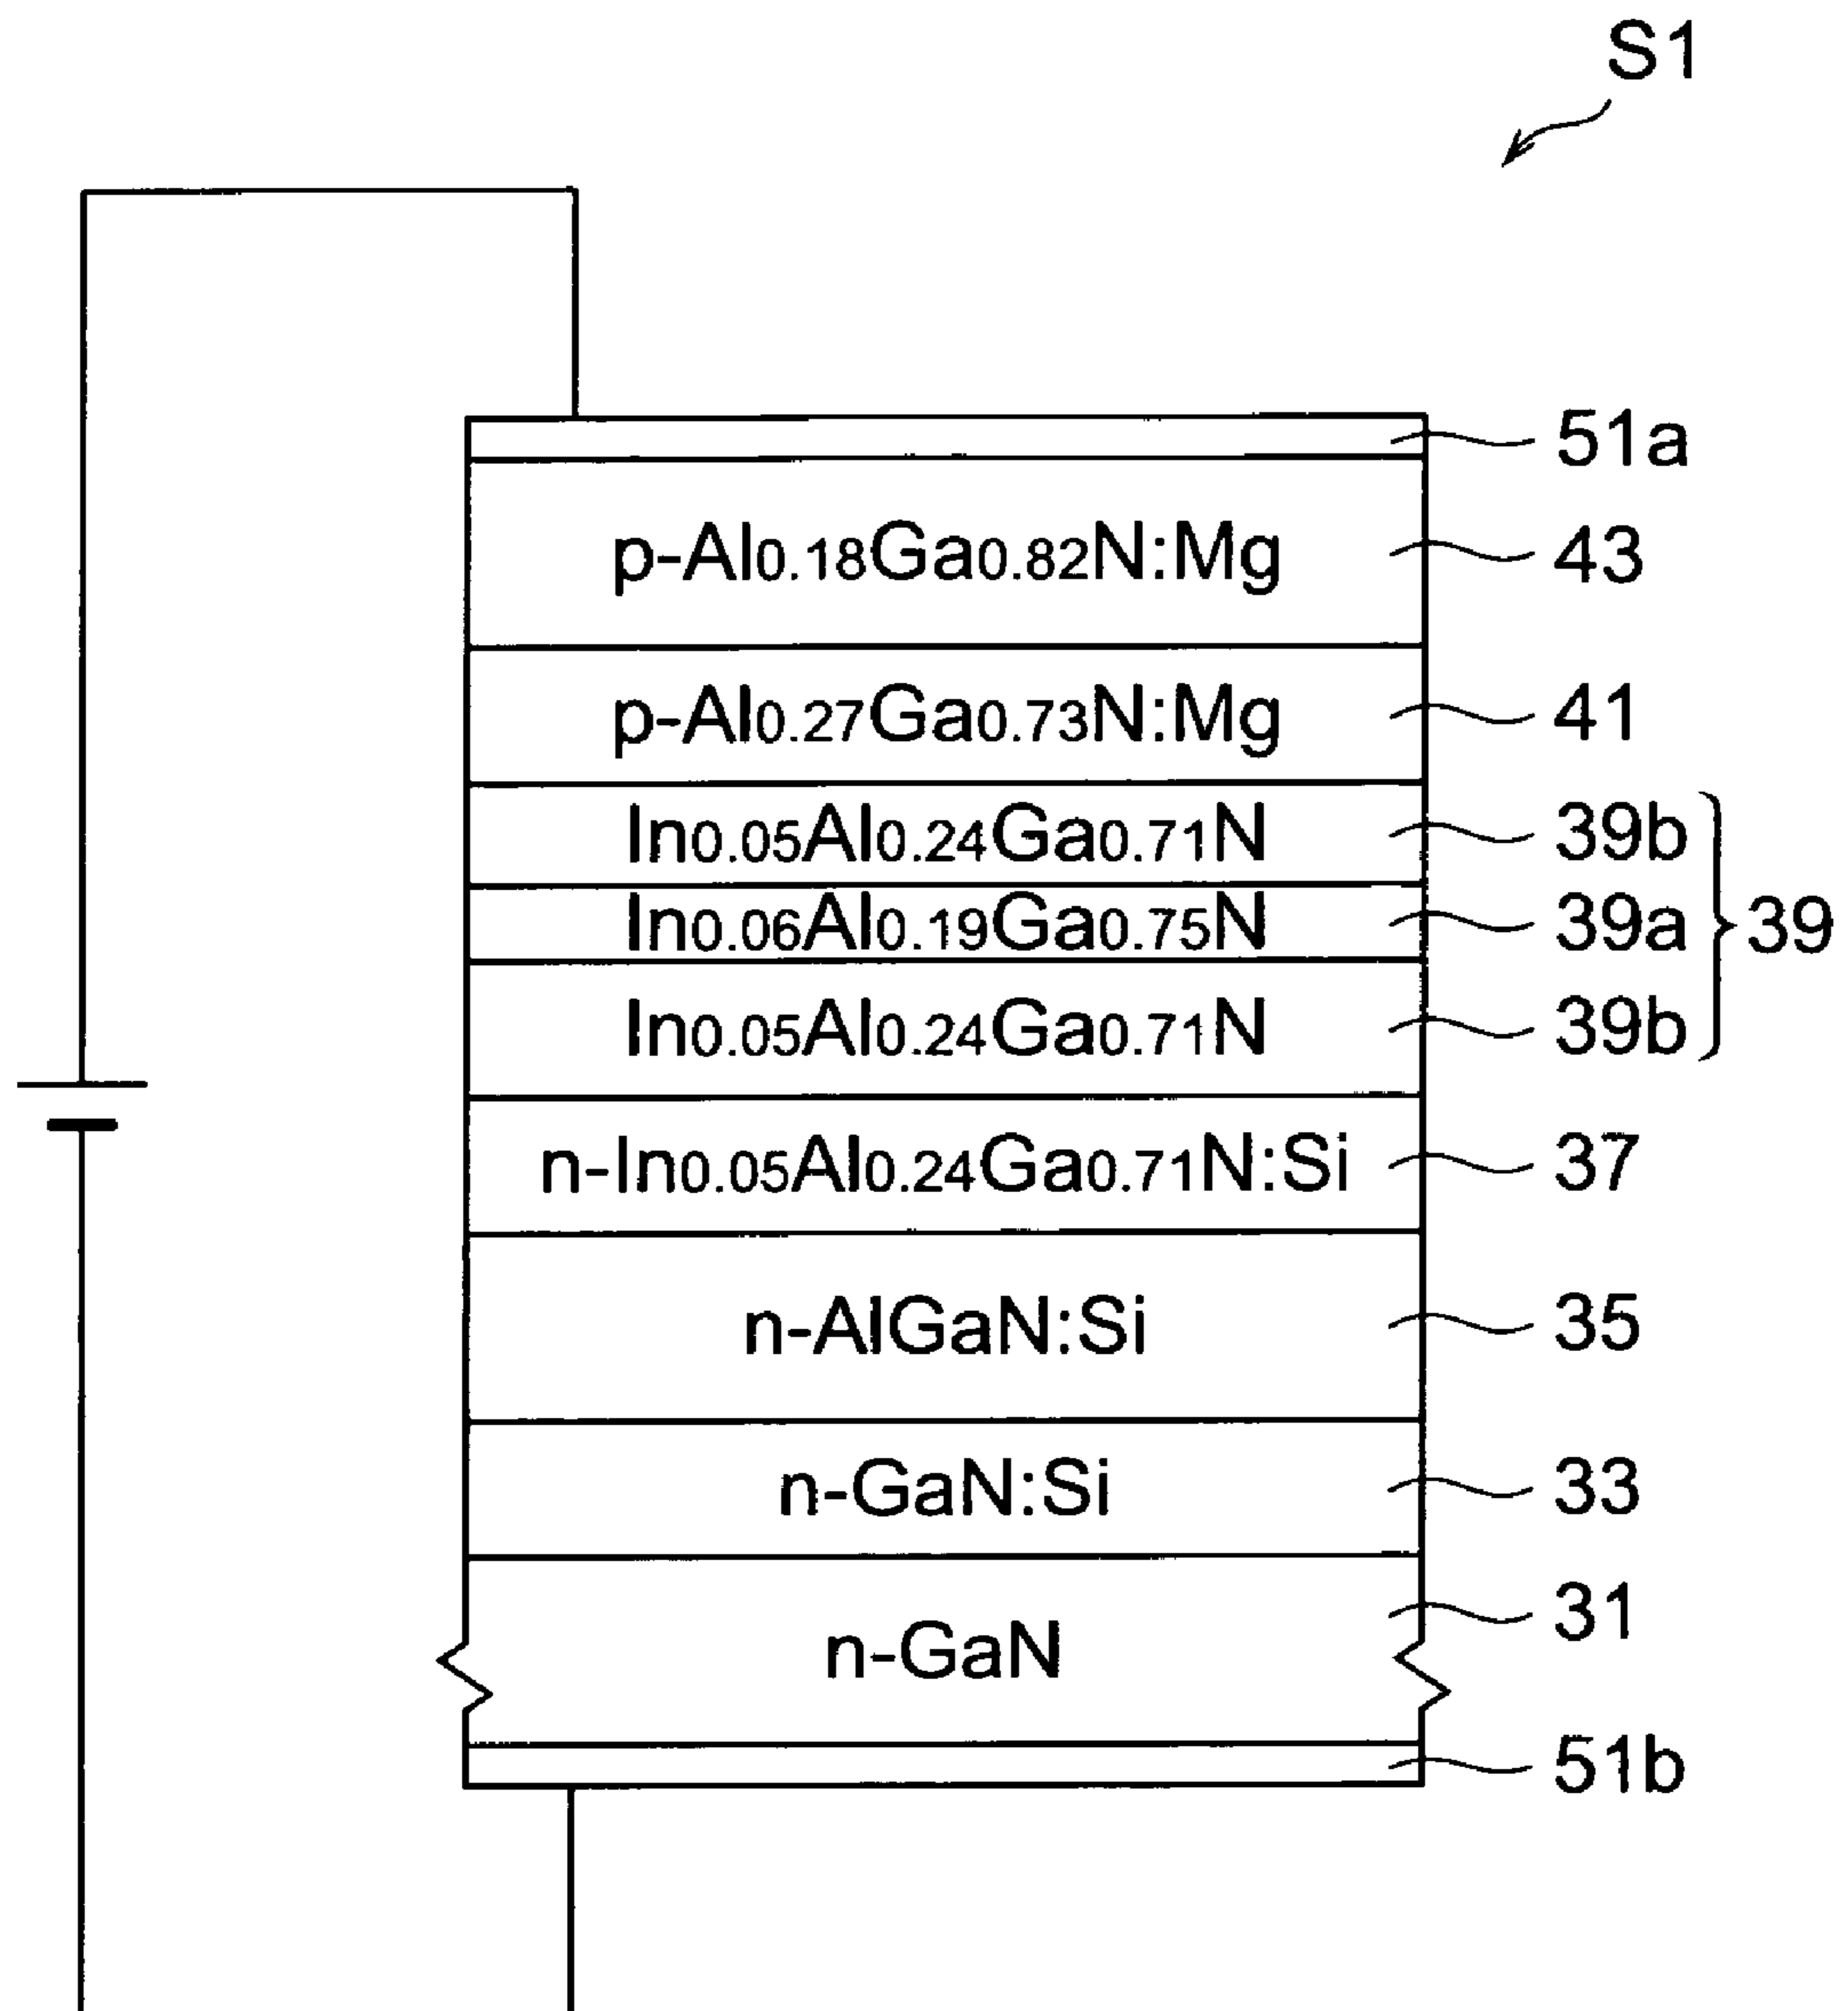 S1
51a
p-Al0.18Ga0.82N:Mg 43
p-Al0.27Ga0.73N:Mg 41
In0.05Al0.24Ga0.71N 39b
In0.06Al0.19Ga0.75N 39a 39
In0.05Al0.24Ga0.71N 39b
n-In0.05Al0.24Ga0.71N:Si 37
n-AlGaN:Si 35
n-GaN:Si 33
n-GaN 31
51b